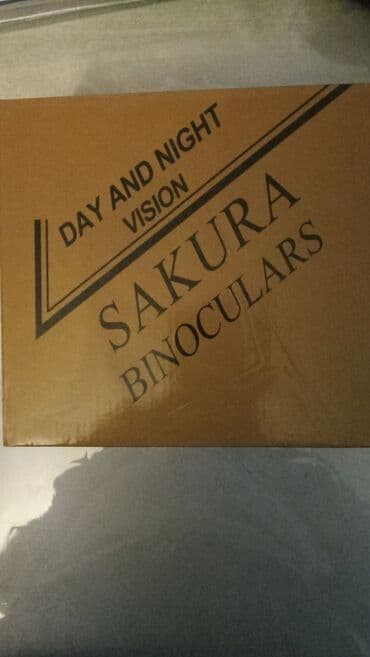 DAY AND NIGHT
VISION
SAKURA
BINOCULARS